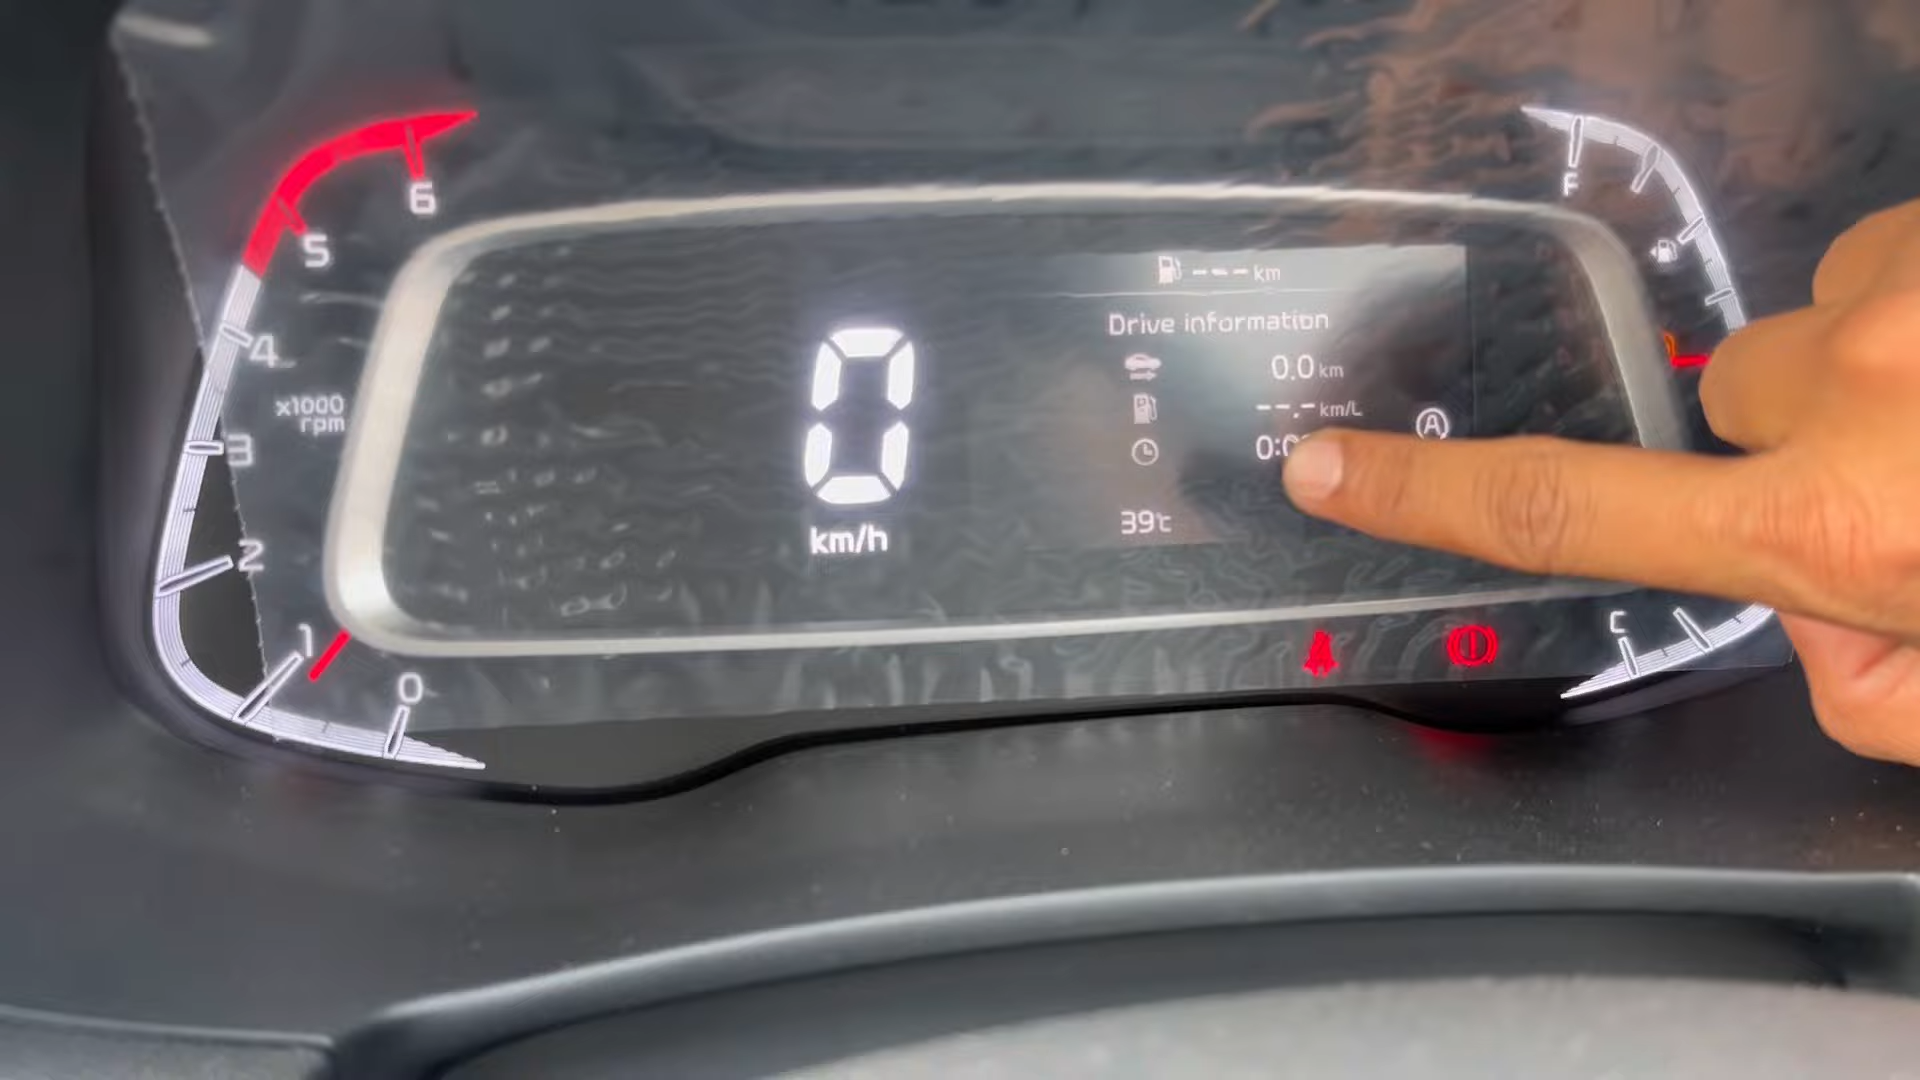 6
5
4
x1000
rpm
3
2
1
0
0
km/h
--- km
Drive information
0.0 km
--.- km/L
39℃
A
F
C